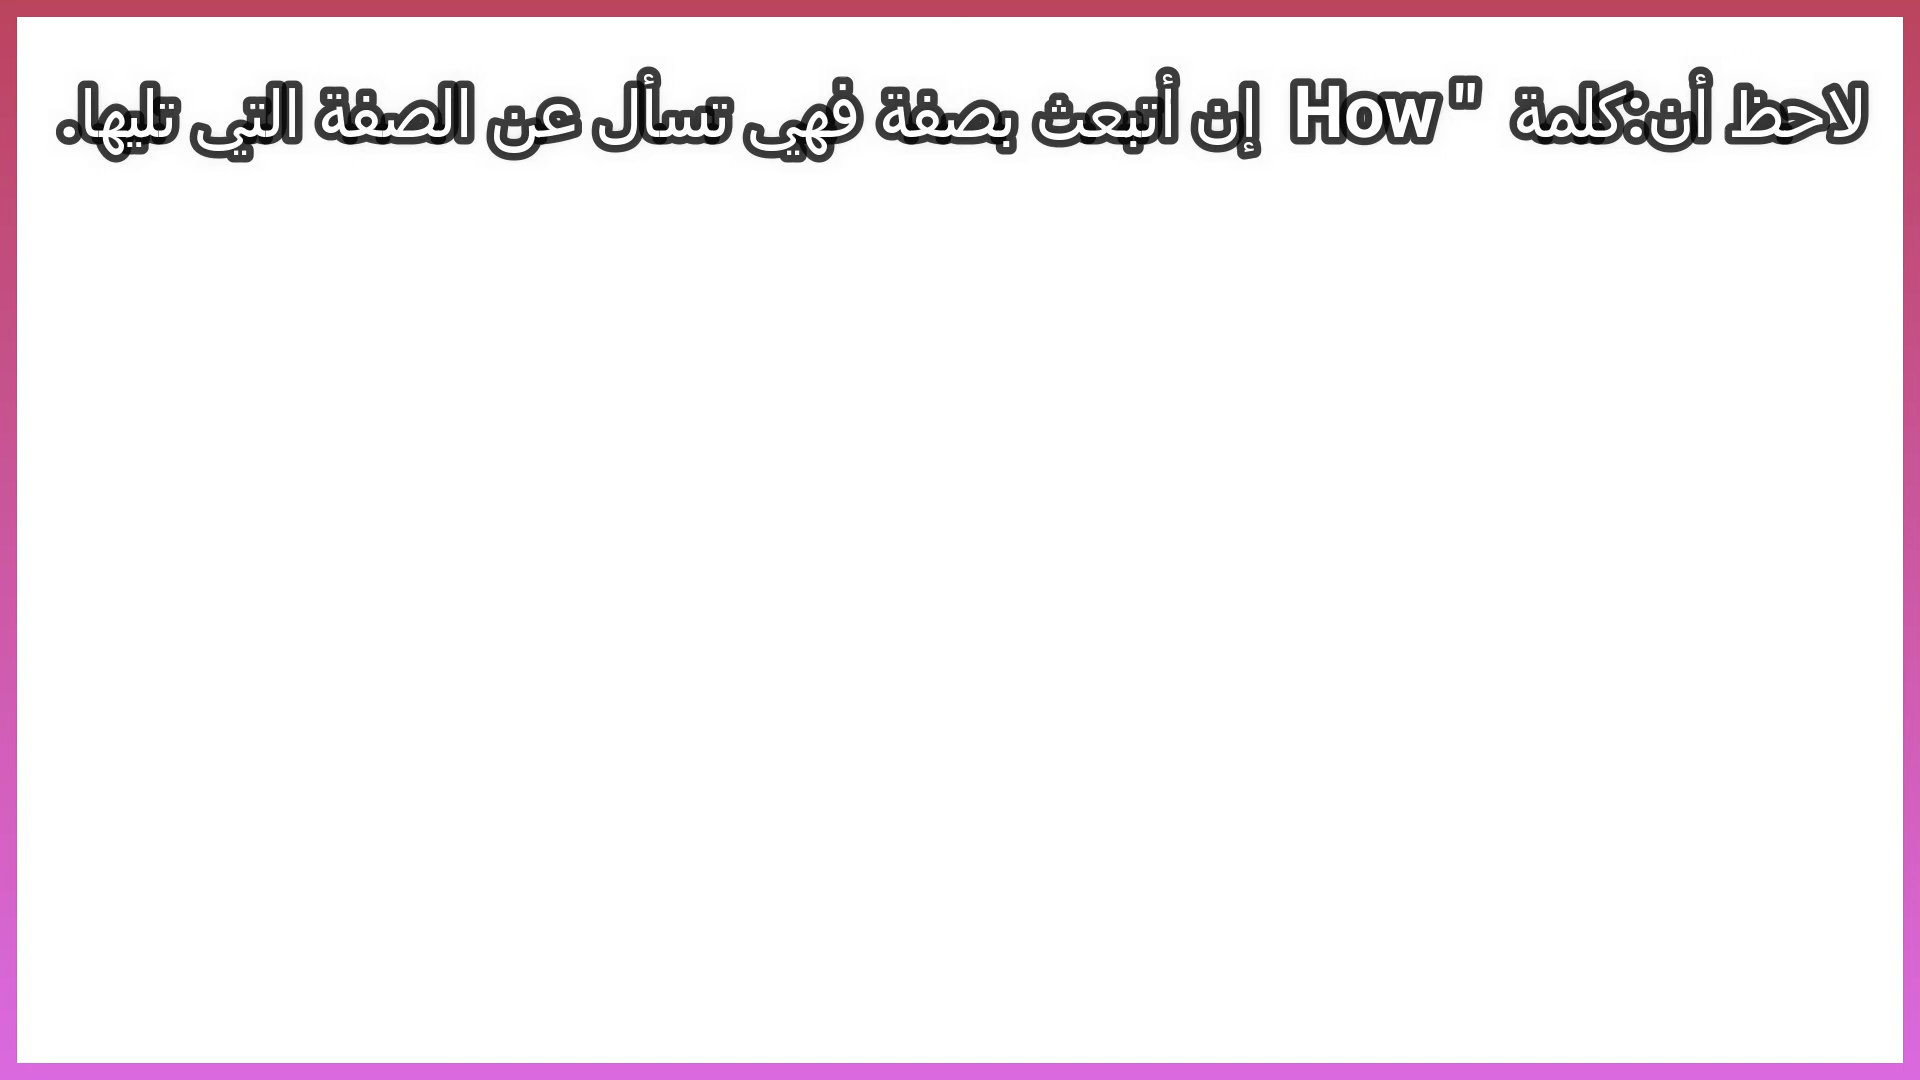 لاحظ أن:كلمة "How إن أتبعث بصفة فهي تسأل عن الصفة التي تليها.